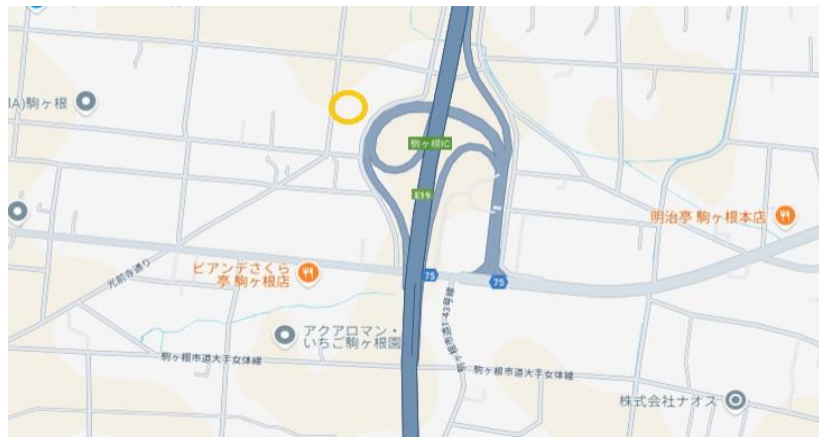 IA)駒ヶ根
駒ヶ根IC
E19
明治亭 駒ヶ根本店
光前寺通り
ビアンデさくら
亭 駒ヶ根店
75
75
駒ヶ根市道1-43号線
アクアロマン・
いちご駒ヶ根園
駒ヶ根市道大手女体線
駒ヶ根市道大手女体線
株式会社ナオス